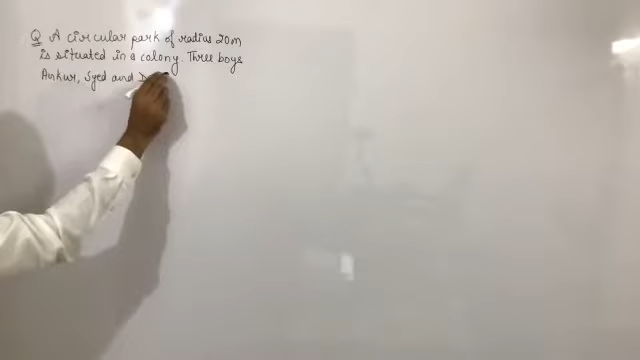 Q A circular park of radius 20m
is situated in a colony. Three boys
Ankur, Syed and D